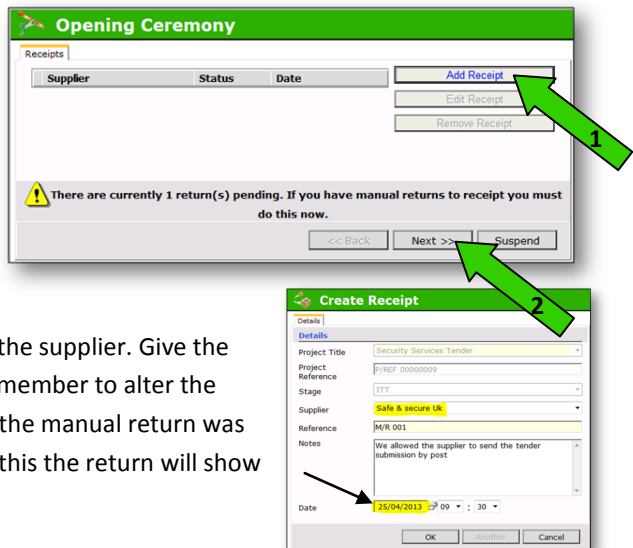 Opening Ceremony
Receipts
Supplier Status Date
Add Receipt
Edit Receipt
Remove Receipt
1
There are currently 1 return(s) pending. If you have manual returns to receipt you must
do this now.
<< Back Next >> Suspend
2
Create Receipt
Details
Details
Project Title Security Services Tender
Project
Reference P/REF 00000009
Stage ITT
Supplier Safe & secure Uk
Reference M/R 001
Notes We allowed the supplier to send the tender
submission by post
Date 25/04/2013 09 : 30
OK Another Cancel
the supplier. Give the
member to alter the
the manual return was
this the return will show